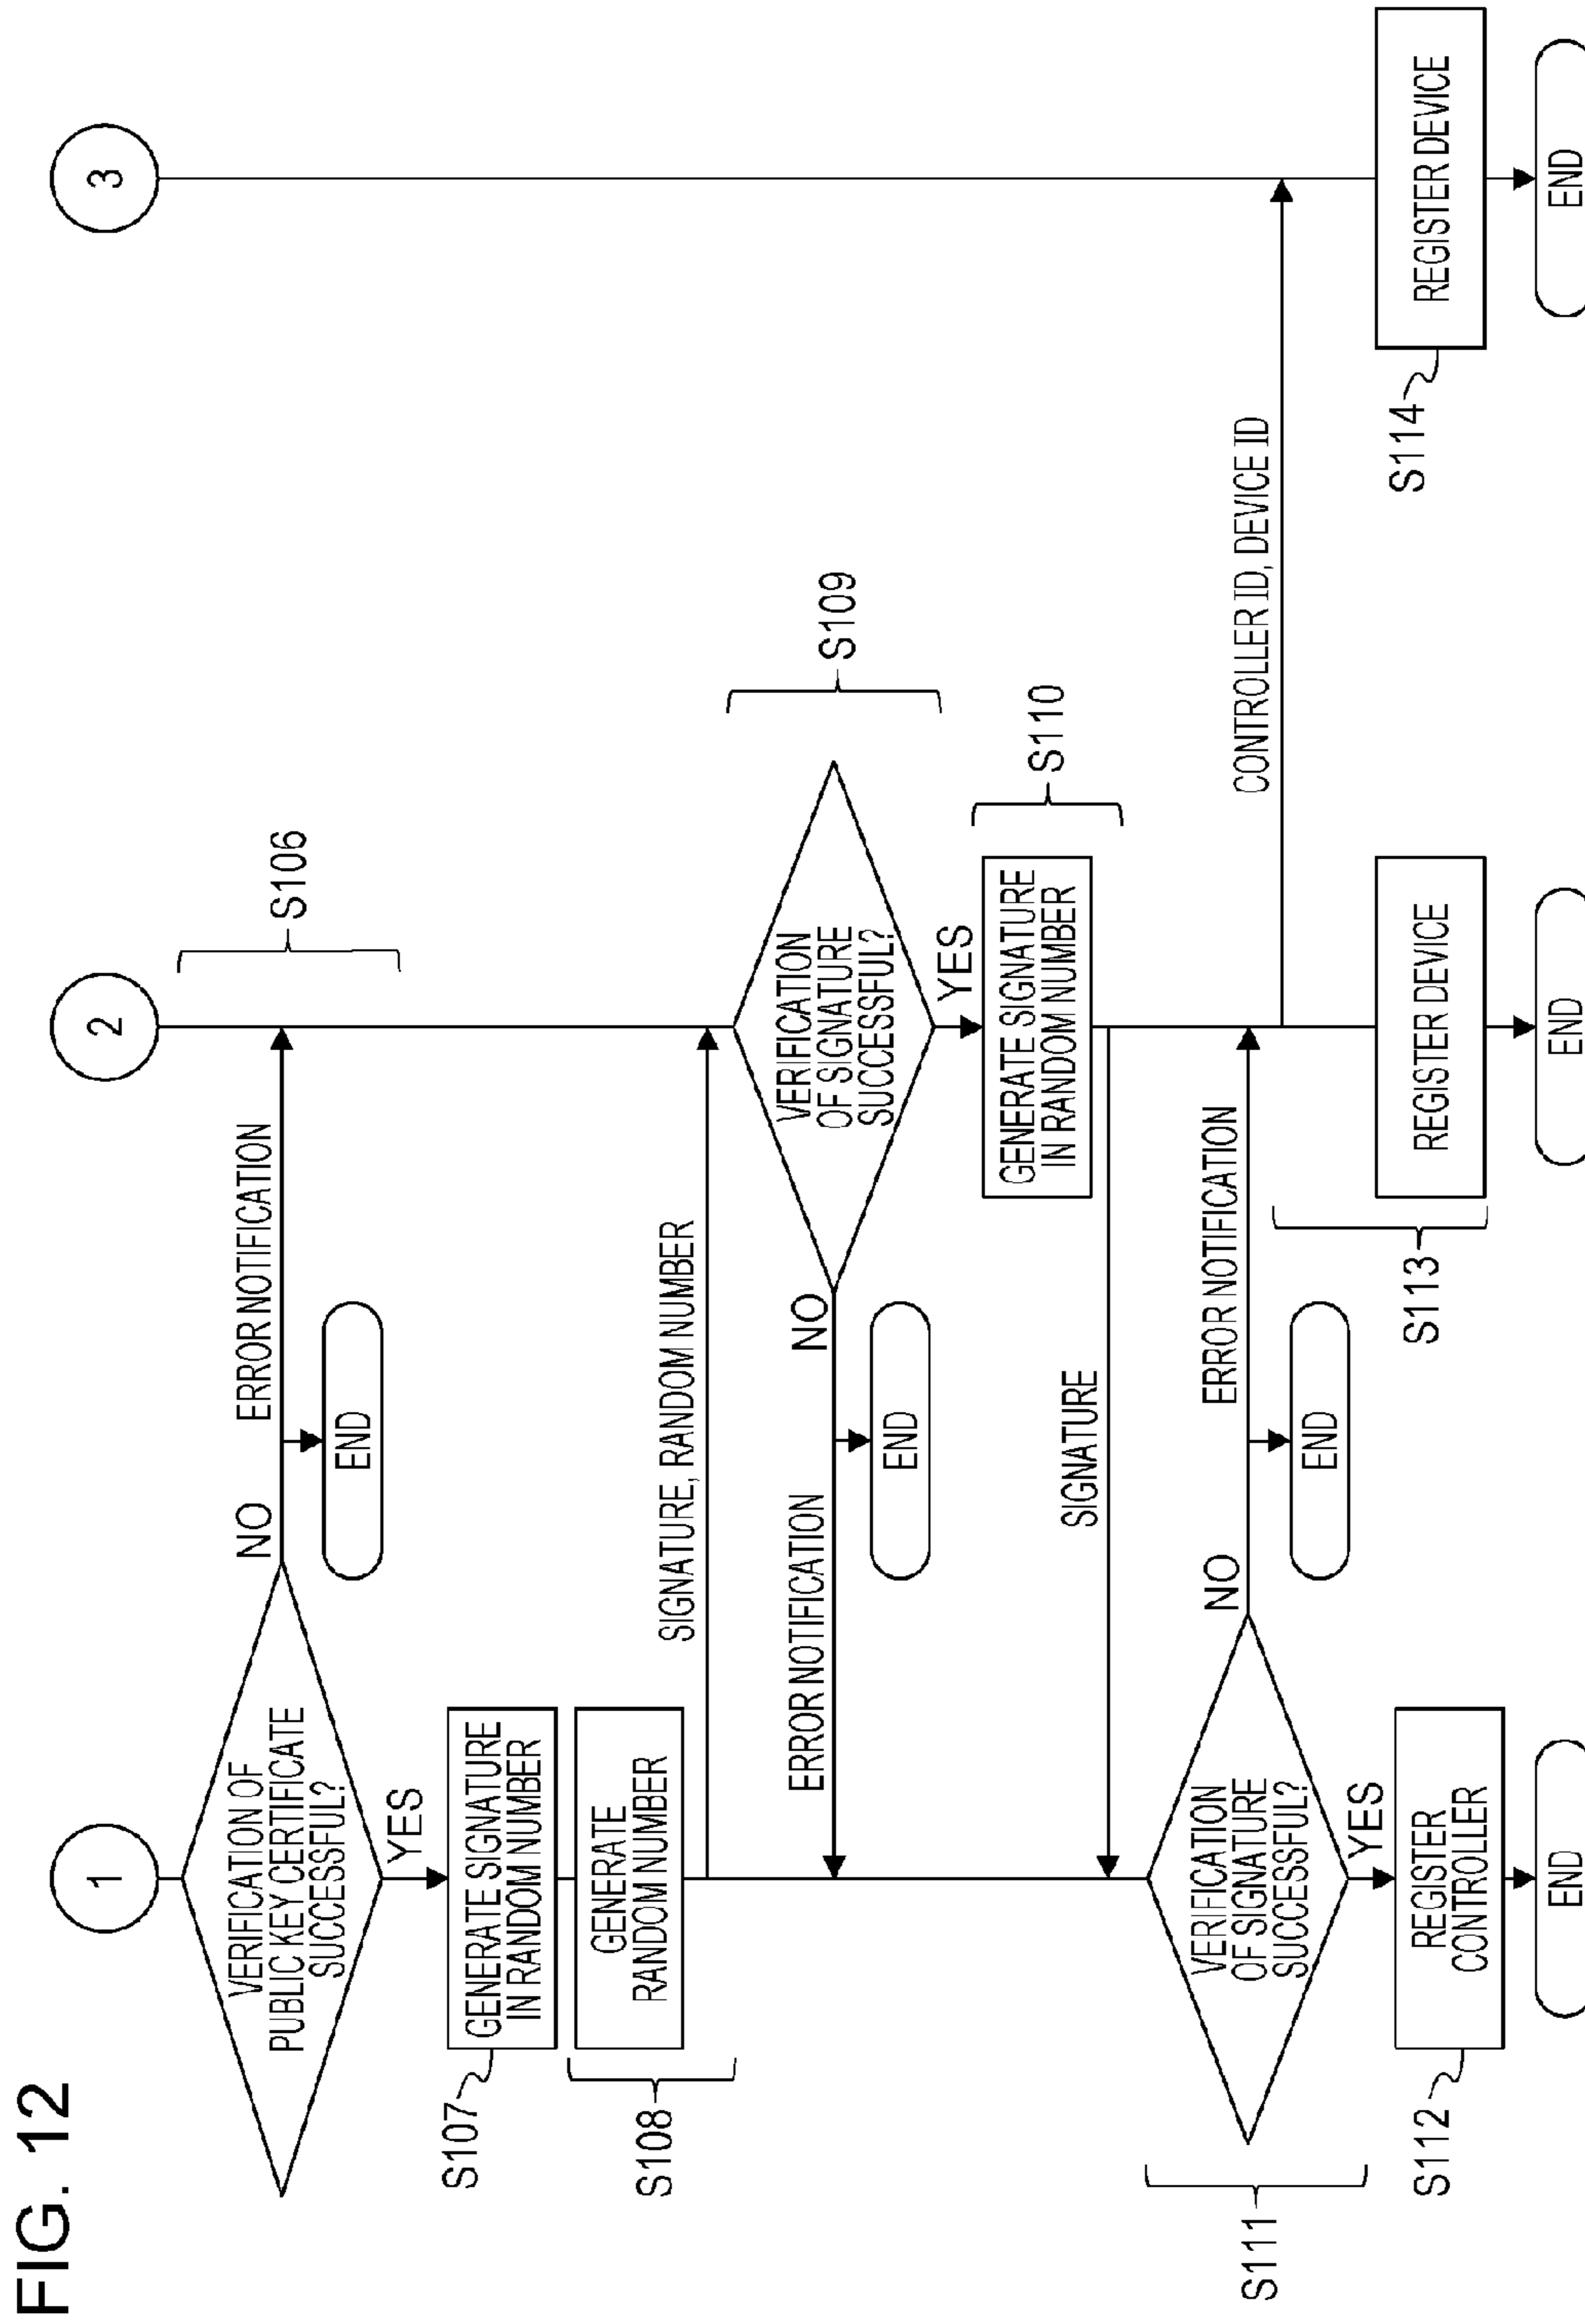 FIG. 12
1
2
3
VERIFICATION OF
PUBLIC KEY CERTIFICATE
SUCCESSFUL?
NO
ERROR NOTIFICATION
S106
END
YES
S107
GENERATE SIGNATURE
IN RANDOM NUMBER
S108
GENERATE
RANDOM NUMBER
SIGNATURE, RANDOM NUMBER
VERIFICATION
OF SIGNATURE
SUCCESSFUL?
S109
NO
ERROR NOTIFICATION
END
YES
GENERATE SIGNATURE
IN RANDOM NUMBER
S110
SIGNATURE
S111
VERIFICATION
OF SIGNATURE
SUCCESSFUL?
NO
ERROR NOTIFICATION
END
CONTROLLER ID, DEVICE ID
YES
S112
REGISTER
CONTROLLER
S113
REGISTER DEVICE
S114
REGISTER DEVICE
END
END
END